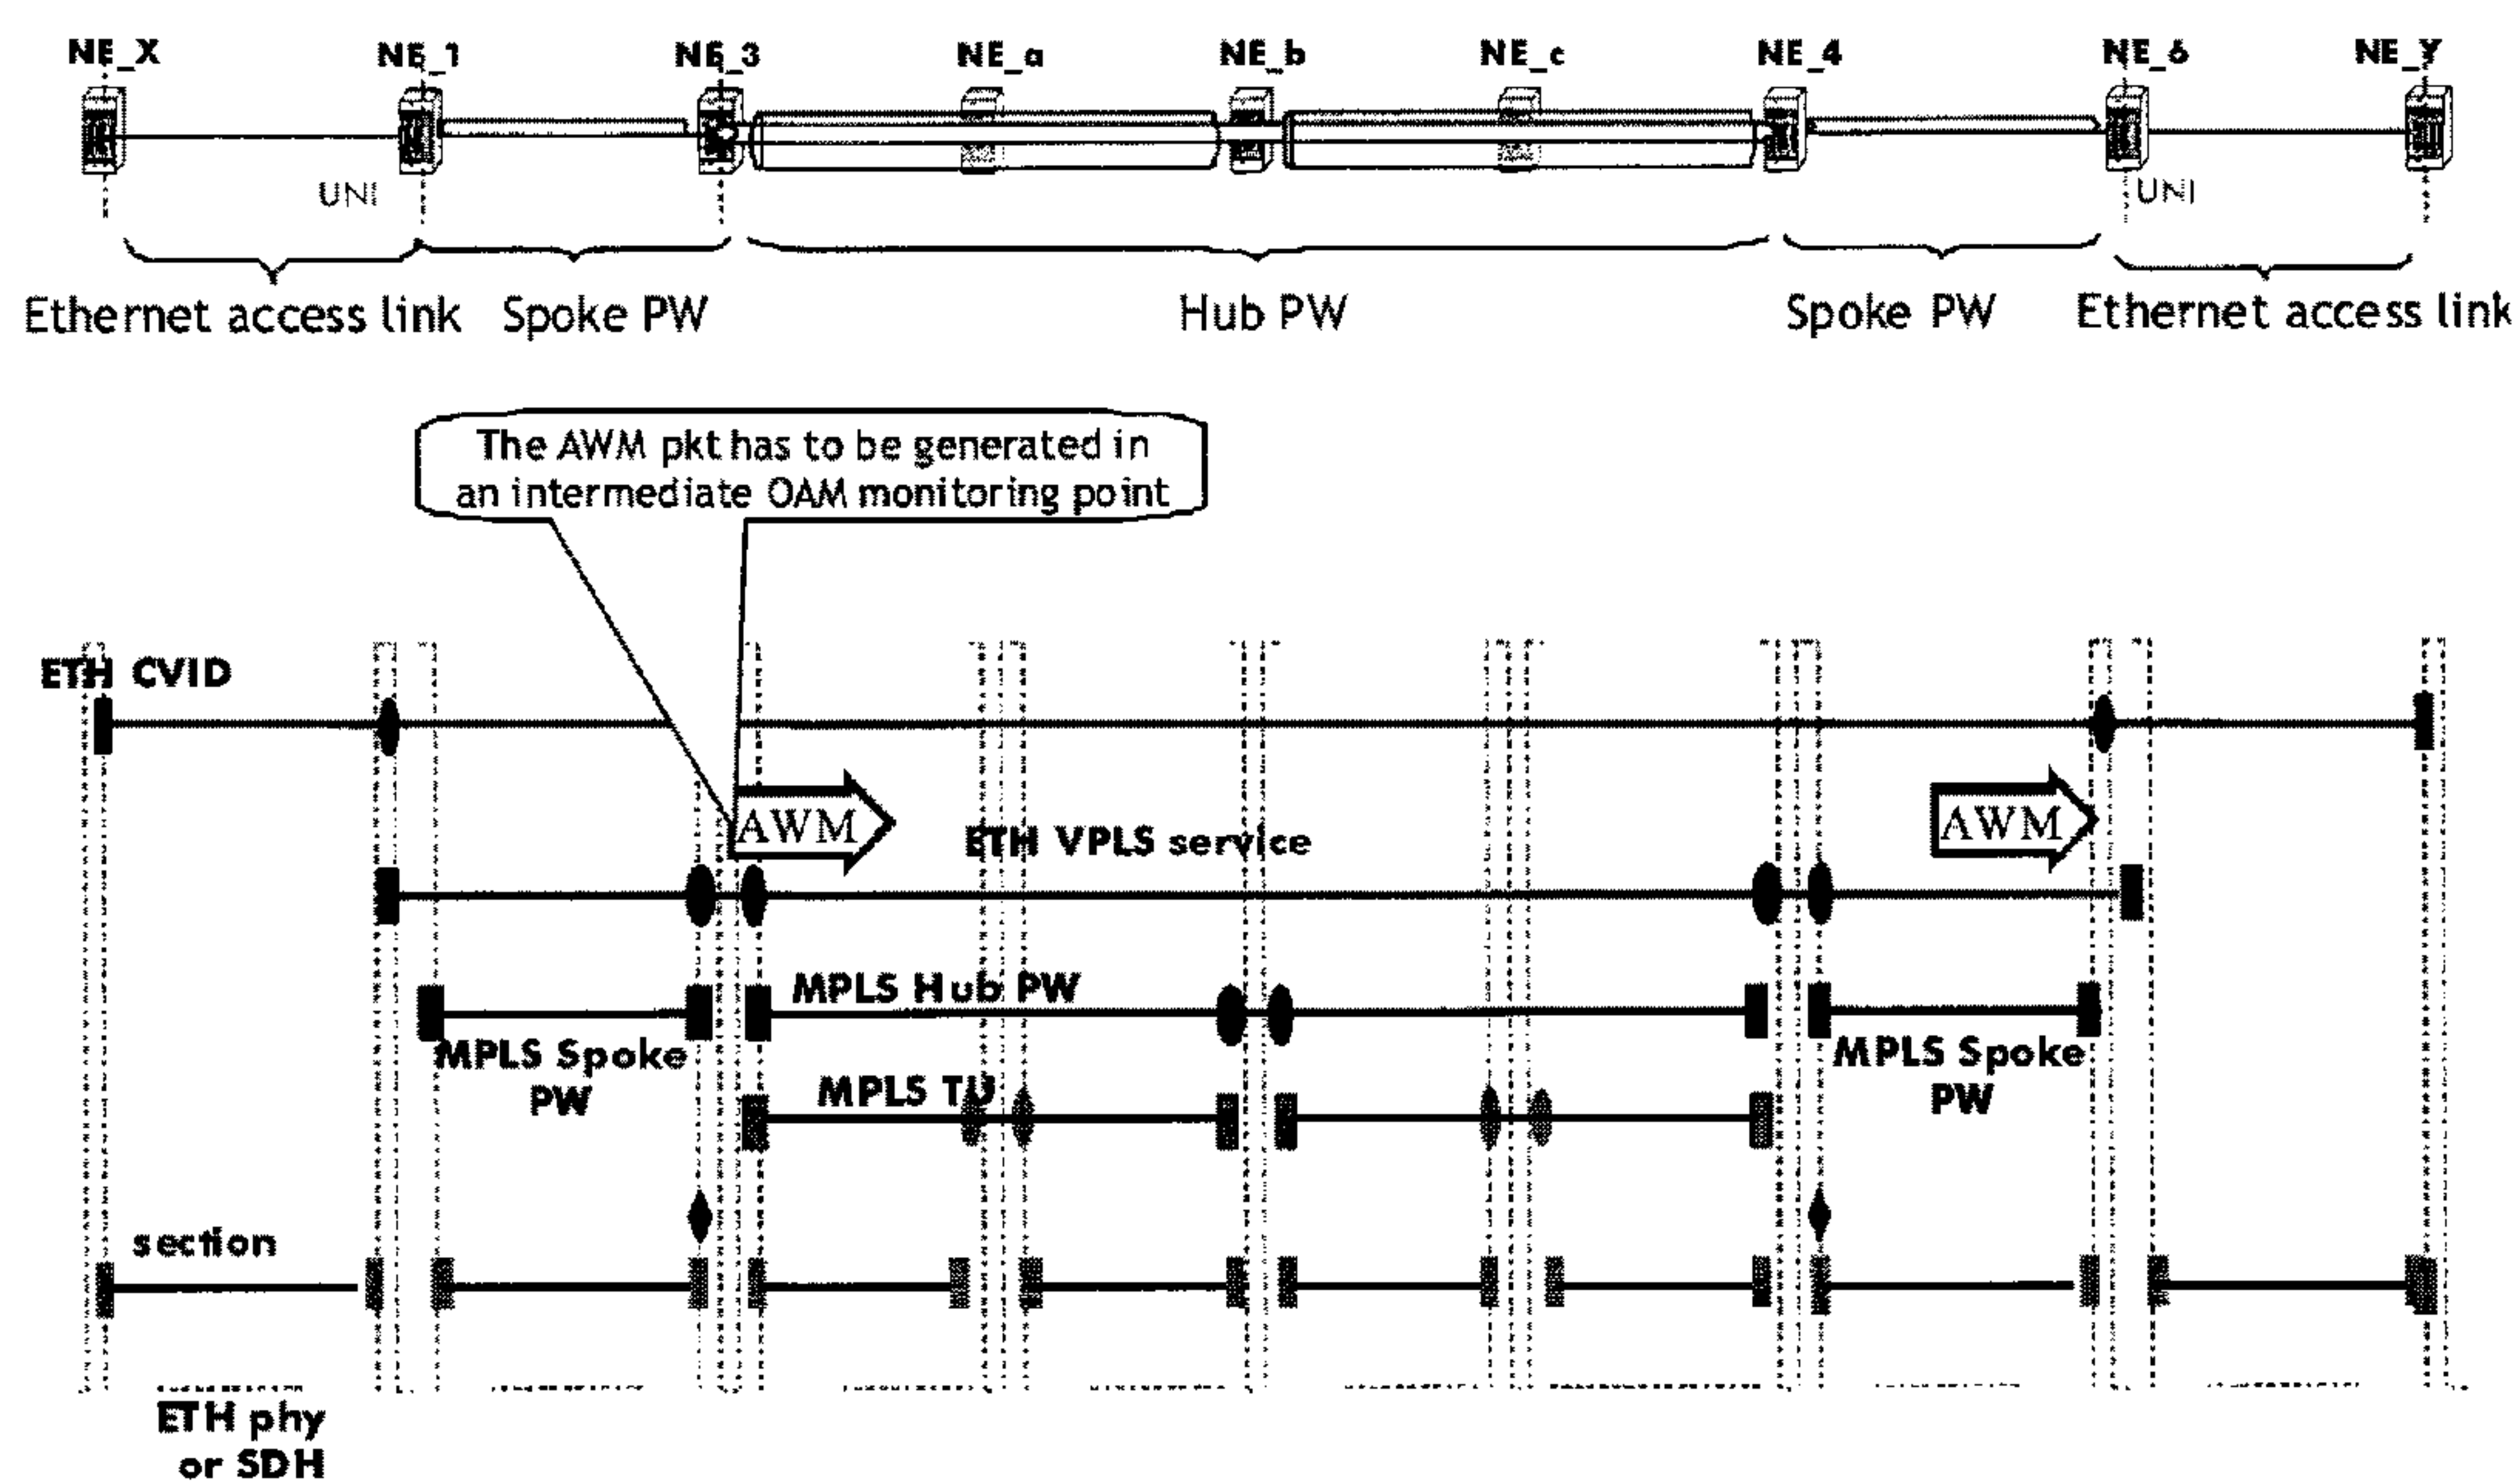 NE_X NE_1 NE_3 NE_a NE_b NE_c NE_4 NE_6 NE_Y
UNI UNI
Ethernet access link Spoke PW Hub PW Spoke PW Ethernet access link
The AWM pkt has to be generated in
an intermediate OAM monitoring point
ETH CVID
AWM AWM
ETH VPLS service
MPLS Hub PW
MPLS Spoke
PW
MPLS Spoke
PW
MPLS TU
section
ETH phy
or SDH